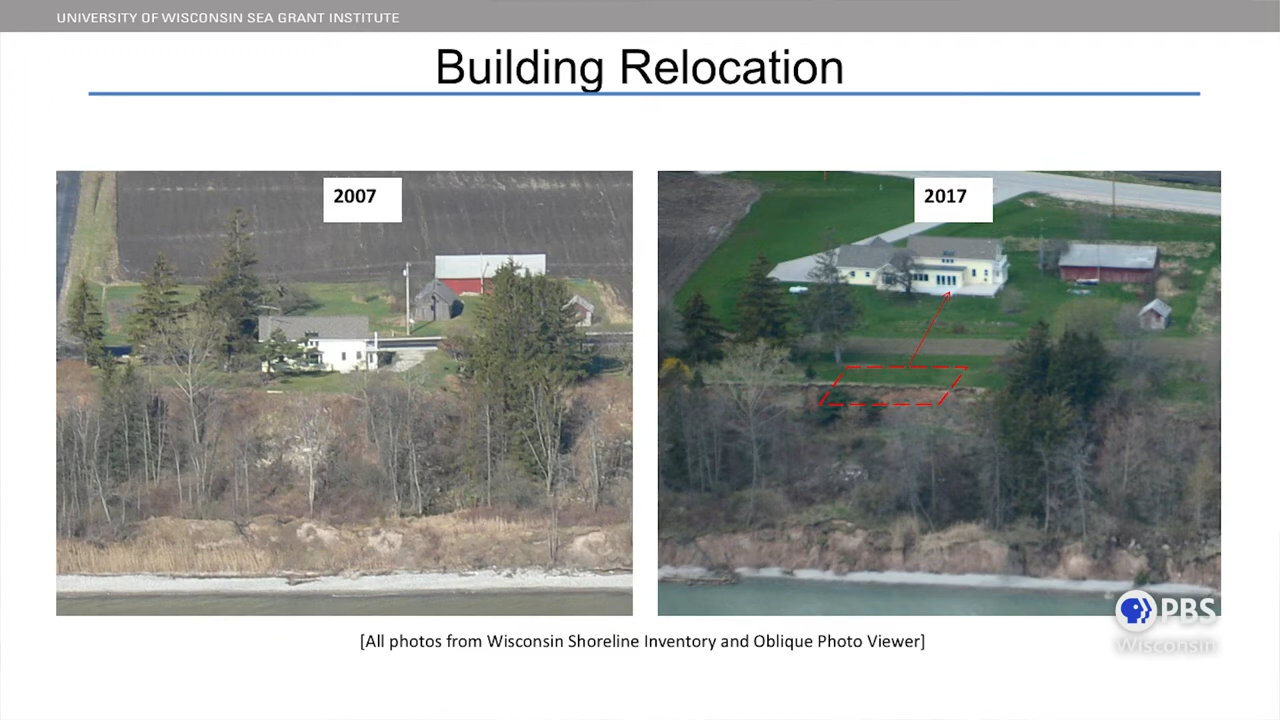 UNIVERSITY OF WISCONSIN SEA GRANT INSTITUTE
Building Relocation
2007
2017
[All photos from Wisconsin Shoreline Inventory and Oblique Photo Viewer]
PBS
Wisconsin